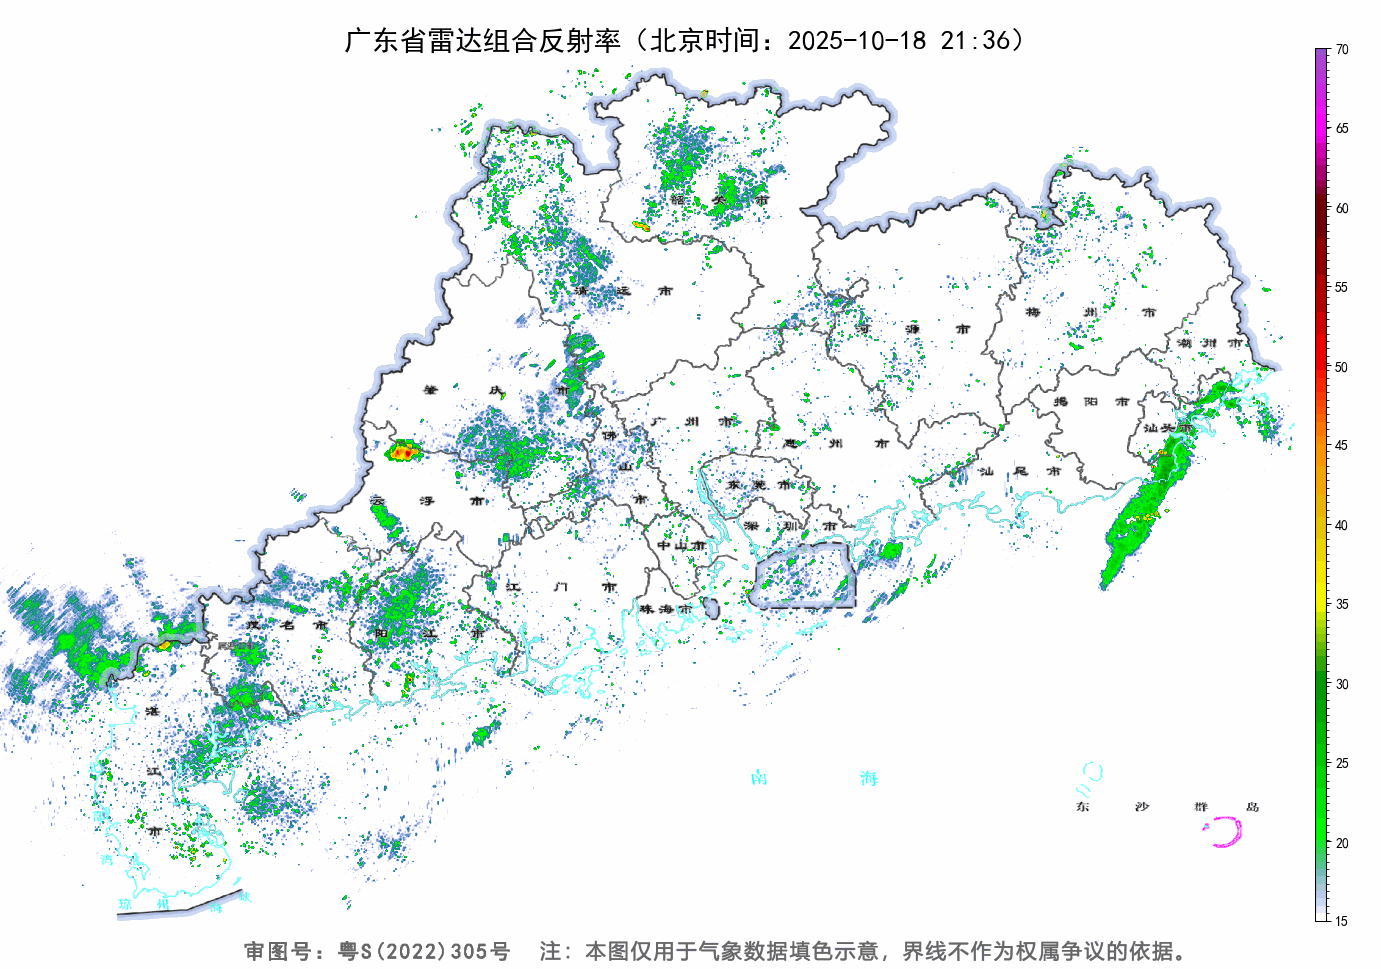 广东省雷达组合反射率（北京时间：2025-10-18 21:36）
70
65
60
55
50
45
40
35
30
25
20
15
韶关市
清远市
河源市
梅州市
潮州市
肇庆市
揭阳市
汕头市
佛山市
广州市
惠州市
汕尾市
云浮市
东莞市
深圳市
中山市
江门市
珠海市
茂名市
阳江市
湛江市
南海
东沙群岛
湾
琼州海峡
审图号：粤S(2022)305号 注：本图仅用于气象数据填色示意，界线不作为权属争议的依据。